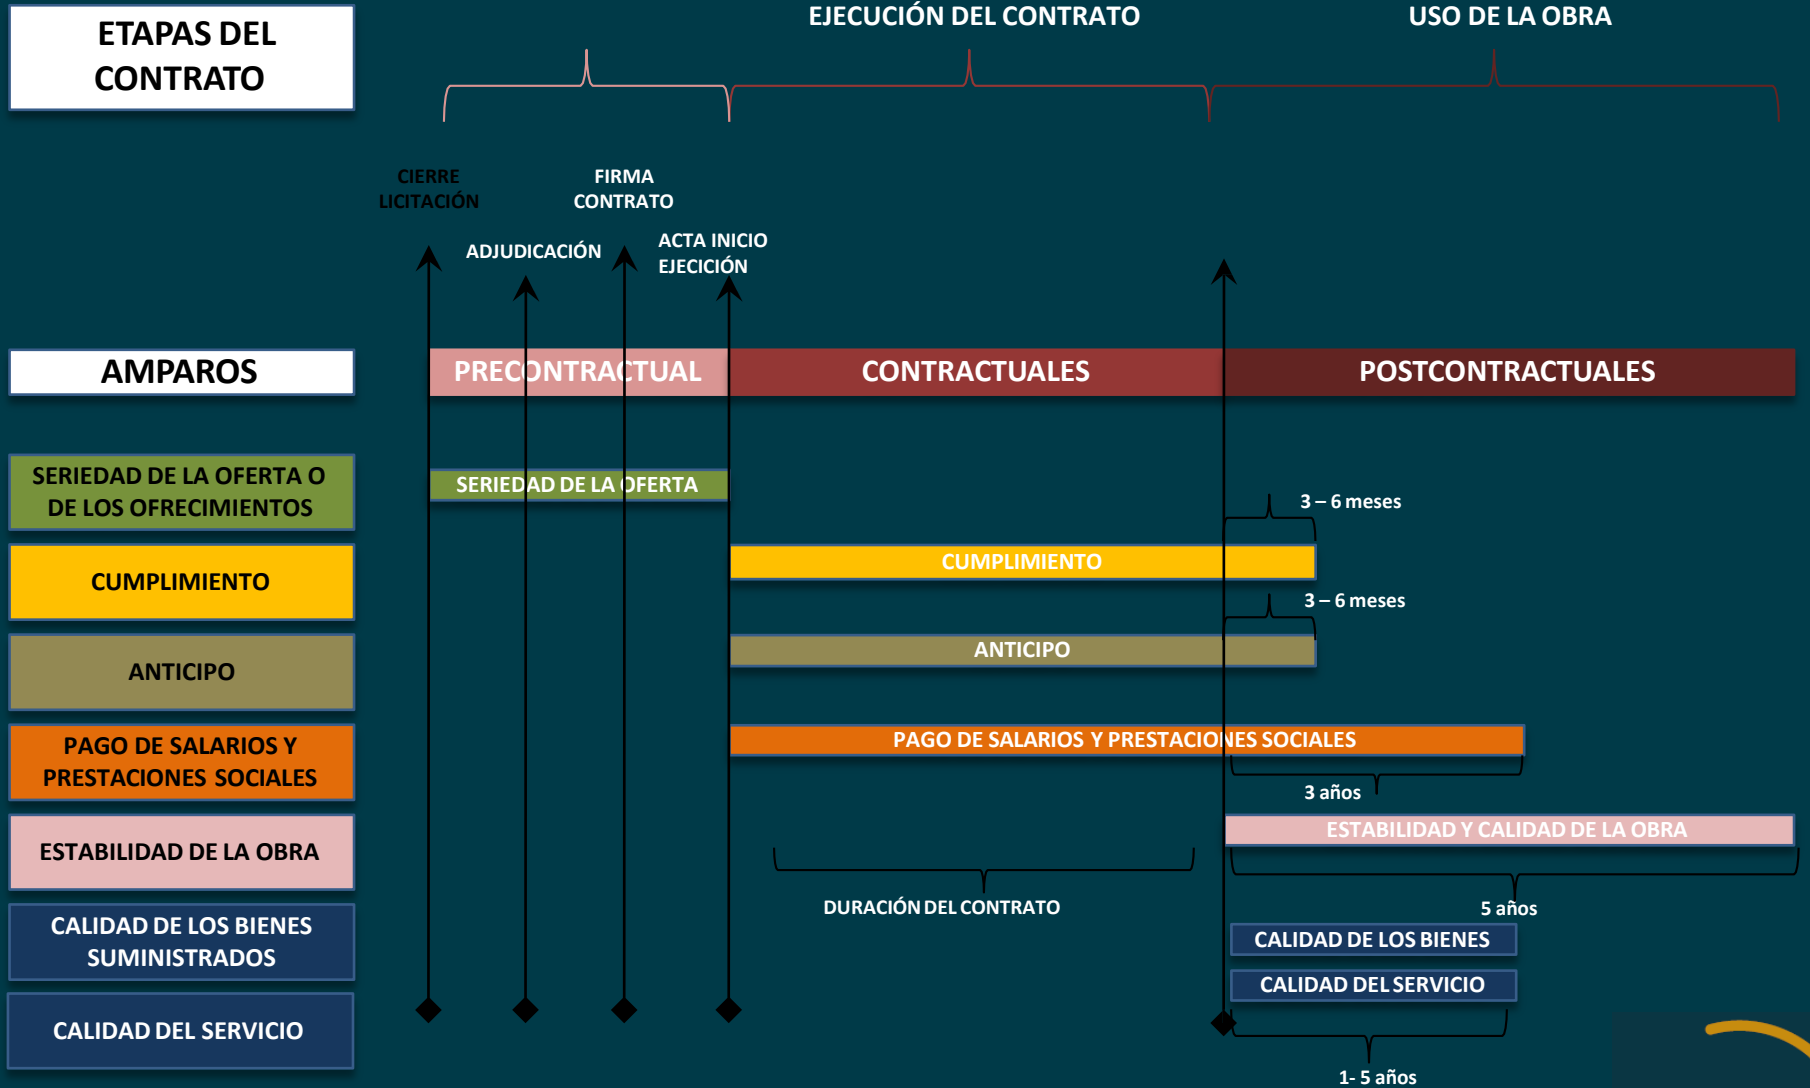 ETAPAS DEL
CONTRATO
EJECUCIÓN DEL CONTRATO
USO DE LA OBRA
CIERRE
LICITACIÓN
FIRMA
CONTRATO
ADJUDICACIÓN
ACTA INICIO
EJECICIÓN
AMPAROS
PRECONTRACTUAL
CONTRACTUALES
POSTCONTRACTUALES
SERIEDAD DE LA OFERTA O
DE LOS OFRECIMIENTOS
SERIEDAD DE LA OFERTA
3 – 6 meses
CUMPLIMIENTO
CUMPLIMIENTO
3 – 6 meses
ANTICIPO
ANTICIPO
PAGO DE SALARIOS Y
PRESTACIONES SOCIALES
PAGO DE SALARIOS Y PRESTACIONES SOCIALES
3 años
ESTABILIDAD DE LA OBRA
ESTABILIDAD Y CALIDAD DE LA OBRA
DURACIÓN DEL CONTRATO
5 años
CALIDAD DE LOS BIENES
SUMINISTRADOS
CALIDAD DE LOS BIENES
CALIDAD DEL SERVICIO
CALIDAD DEL SERVICIO
1- 5 años